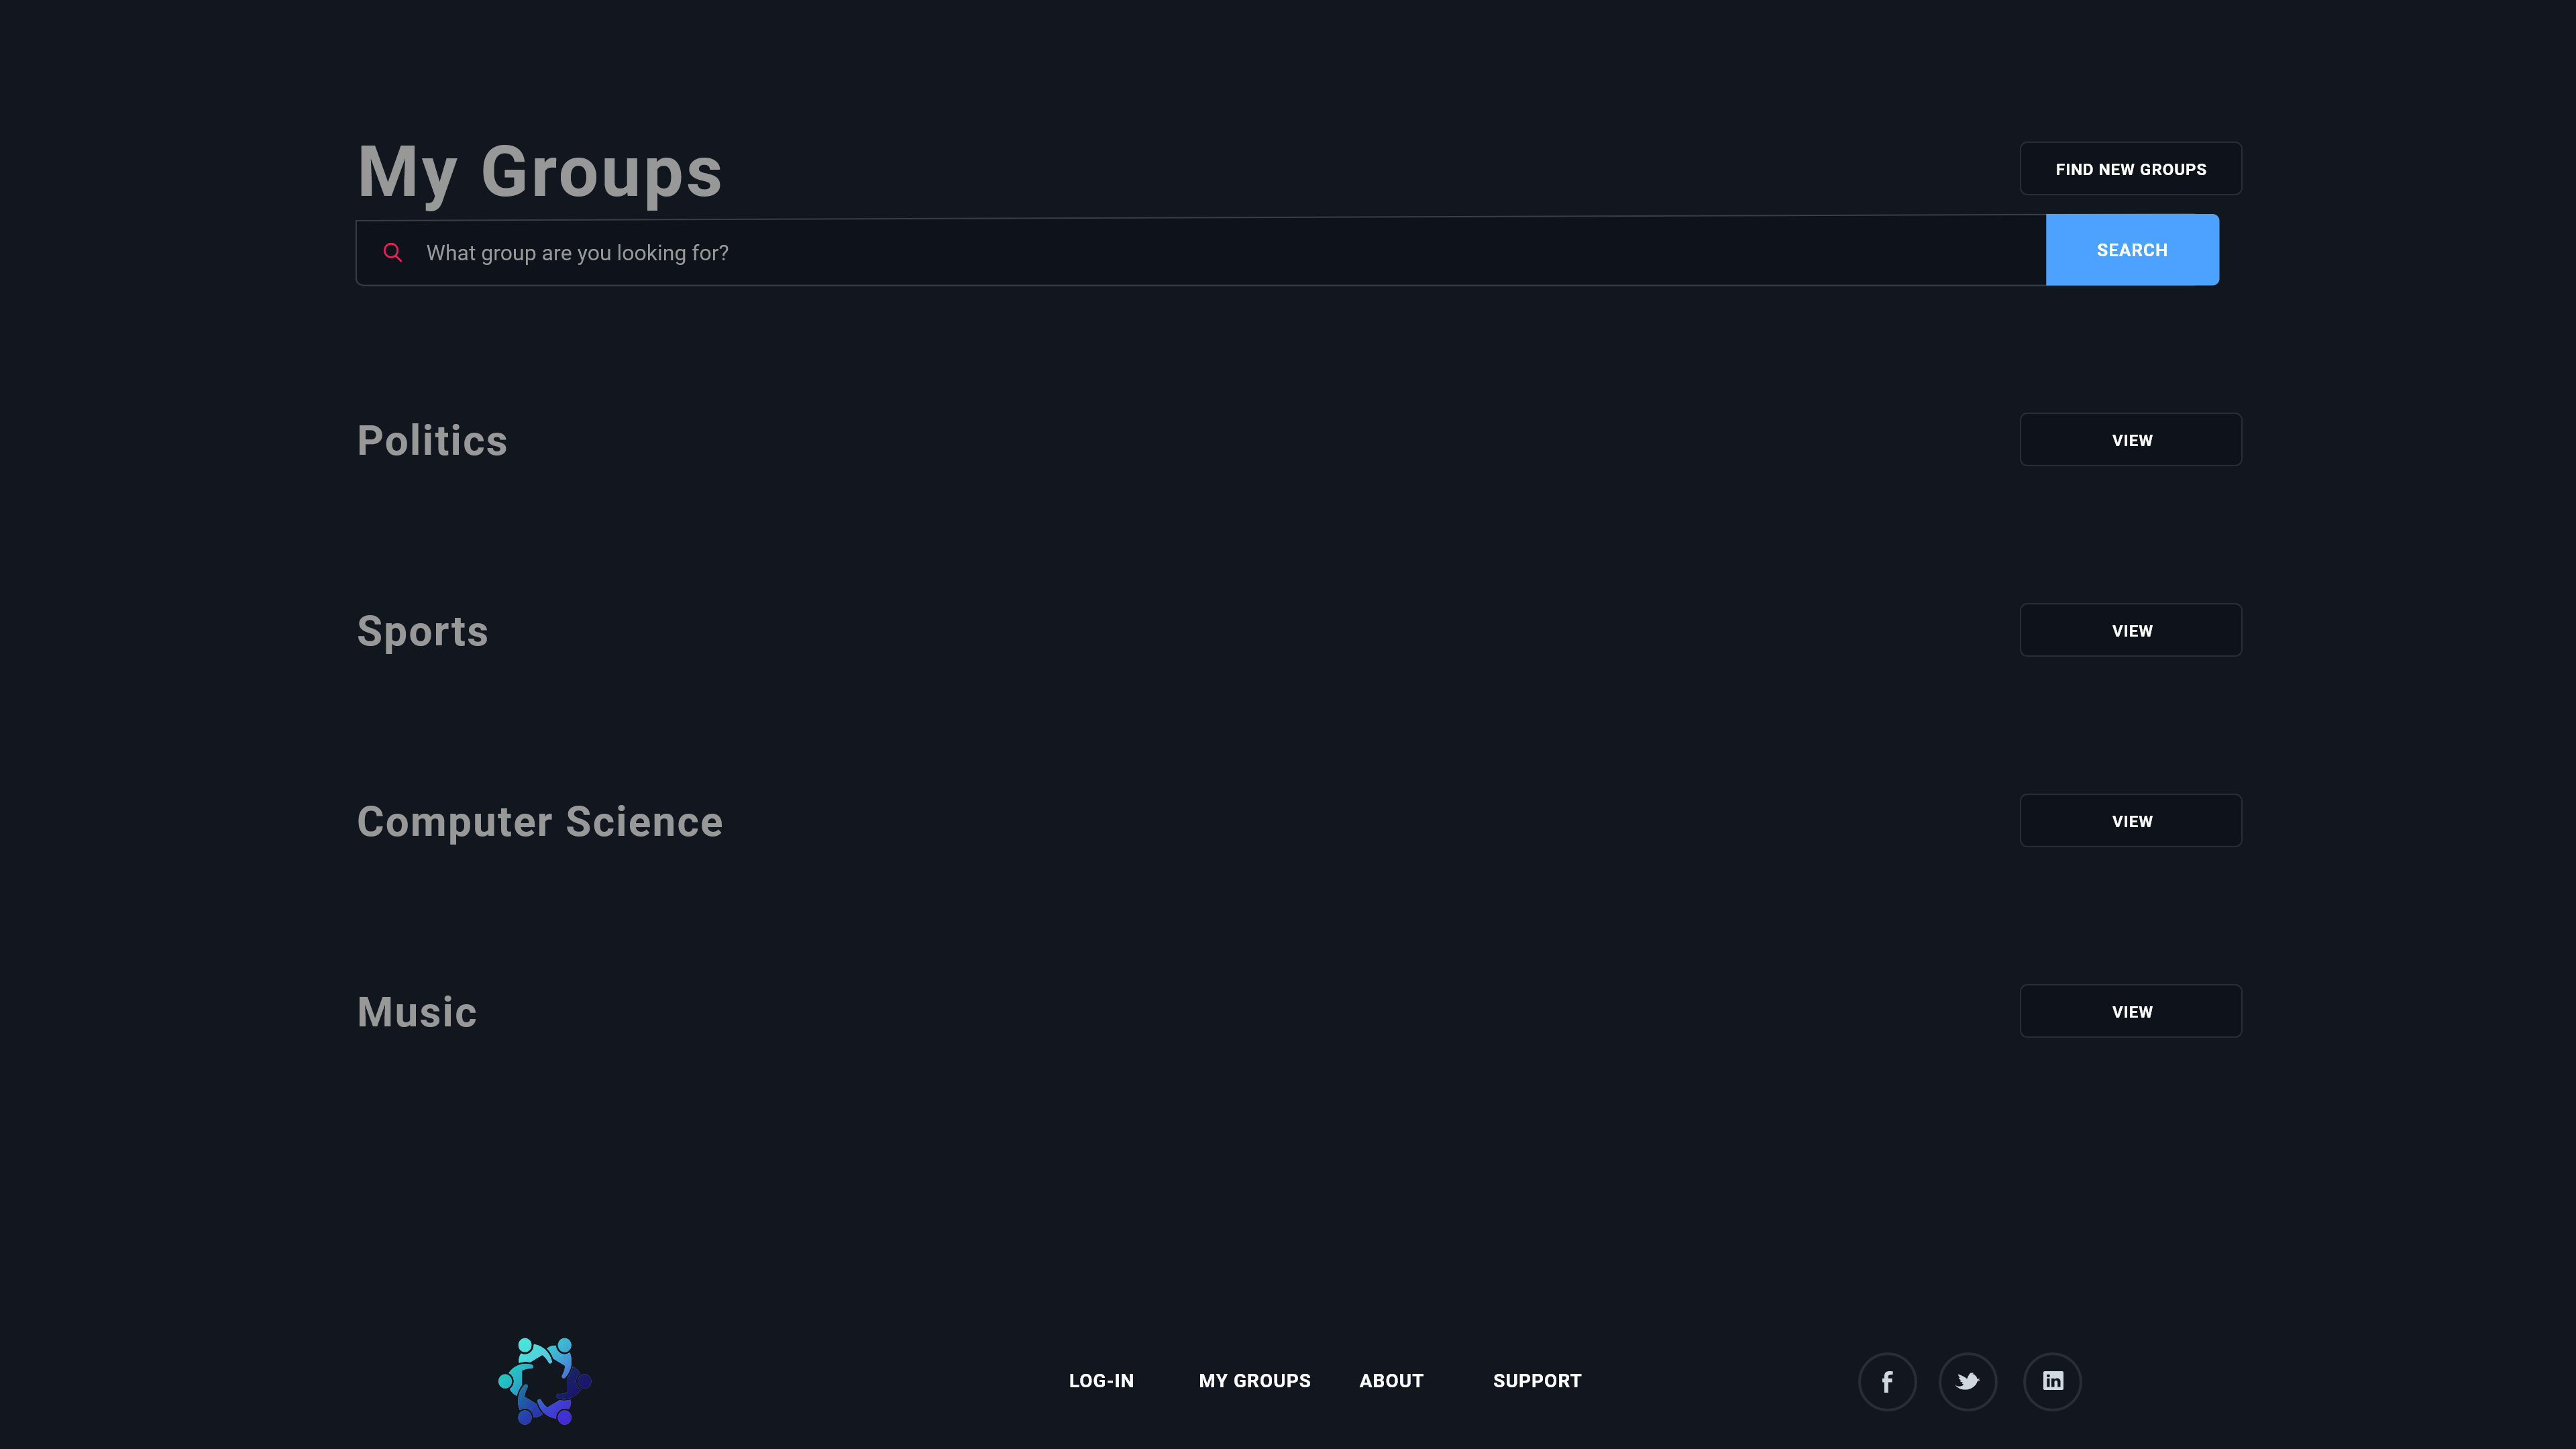 My Groups
FIND NEW GROUPS
What group are you looking for?
SEARCH
Politics
VIEW
Sports
VIEW
Computer Science
VIEW
Music
VIEW
LOG-IN MY GROUPS ABOUT SUPPORT